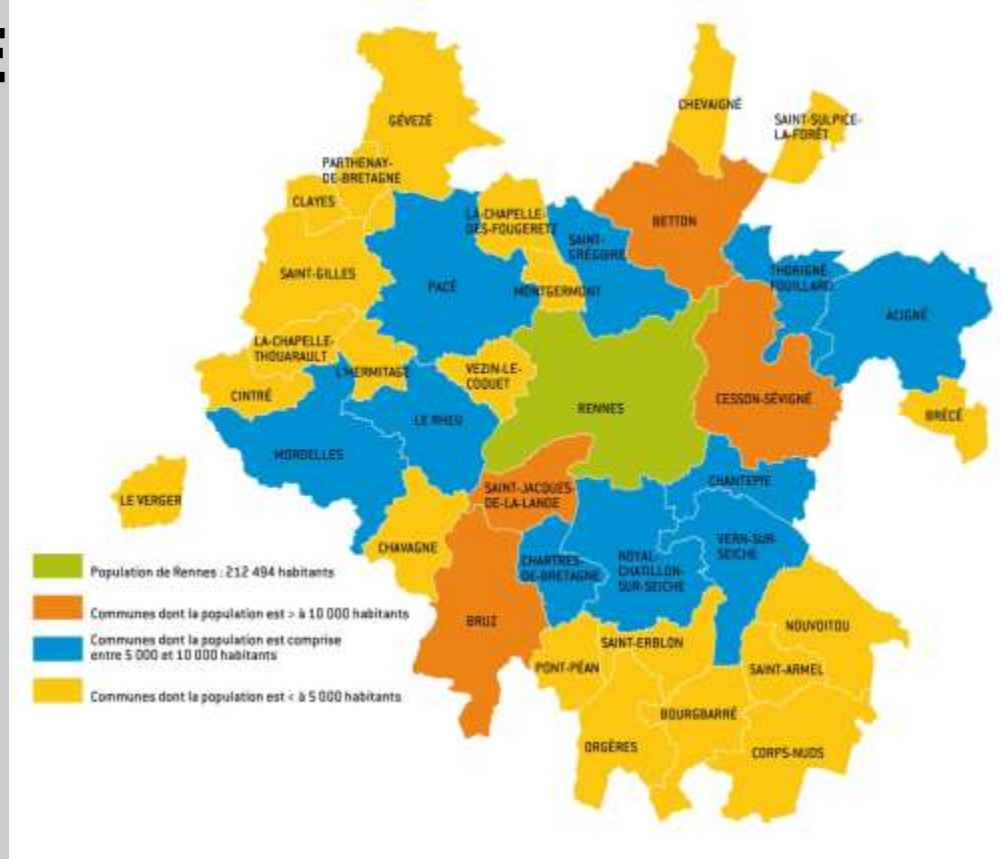 CHEVAIGNÉ
GÉVEZÉ
SAINT-SULPICE-
LA-FORÊT
PARTHENAY-
DE-BRETAGNE
CLAYES
LA-CHAPELLE-
DES-FOUGERETZ
BETTON
SAINT-
GRÉGOIRE
SAINT-GILLES
PACÉ
MONTGERMONT
THORIGNÉ-
FOUILLARD
ACIGNÉ
LA-CHAPELLE-
THOUARAULT
L'HERMITAGE
VEZIN-LE-
COQUET
CINTRÉ
RENNES
CESSON-SÉVIGNÉ
BRÉCÉ
LE RHEU
MORDELLES
LE VERGER
SAINT-JACQUES-
DE-LA-LANDE
CHANTEPIE
CHAVAGNE
CHARTRES-
DE-BRETAGNE
NOYAL-
CHATILLON-
SUR-SEICHE
VERN-SUR-
SEICHE
BRUZ
NOUVOITOU
SAINT-ERBLON
PONT-PÉAN
SAINT-ARMEL
BOURGBARRÉ
ORGÈRES
CORPS-NUDS
Population de Rennes : 212 494 habitants
Communes dont la population est > à 10 000 habitants
Communes dont la population est comprise
entre 5 000 et 10 000 habitants
Communes dont la population est < à 5 000 habitants